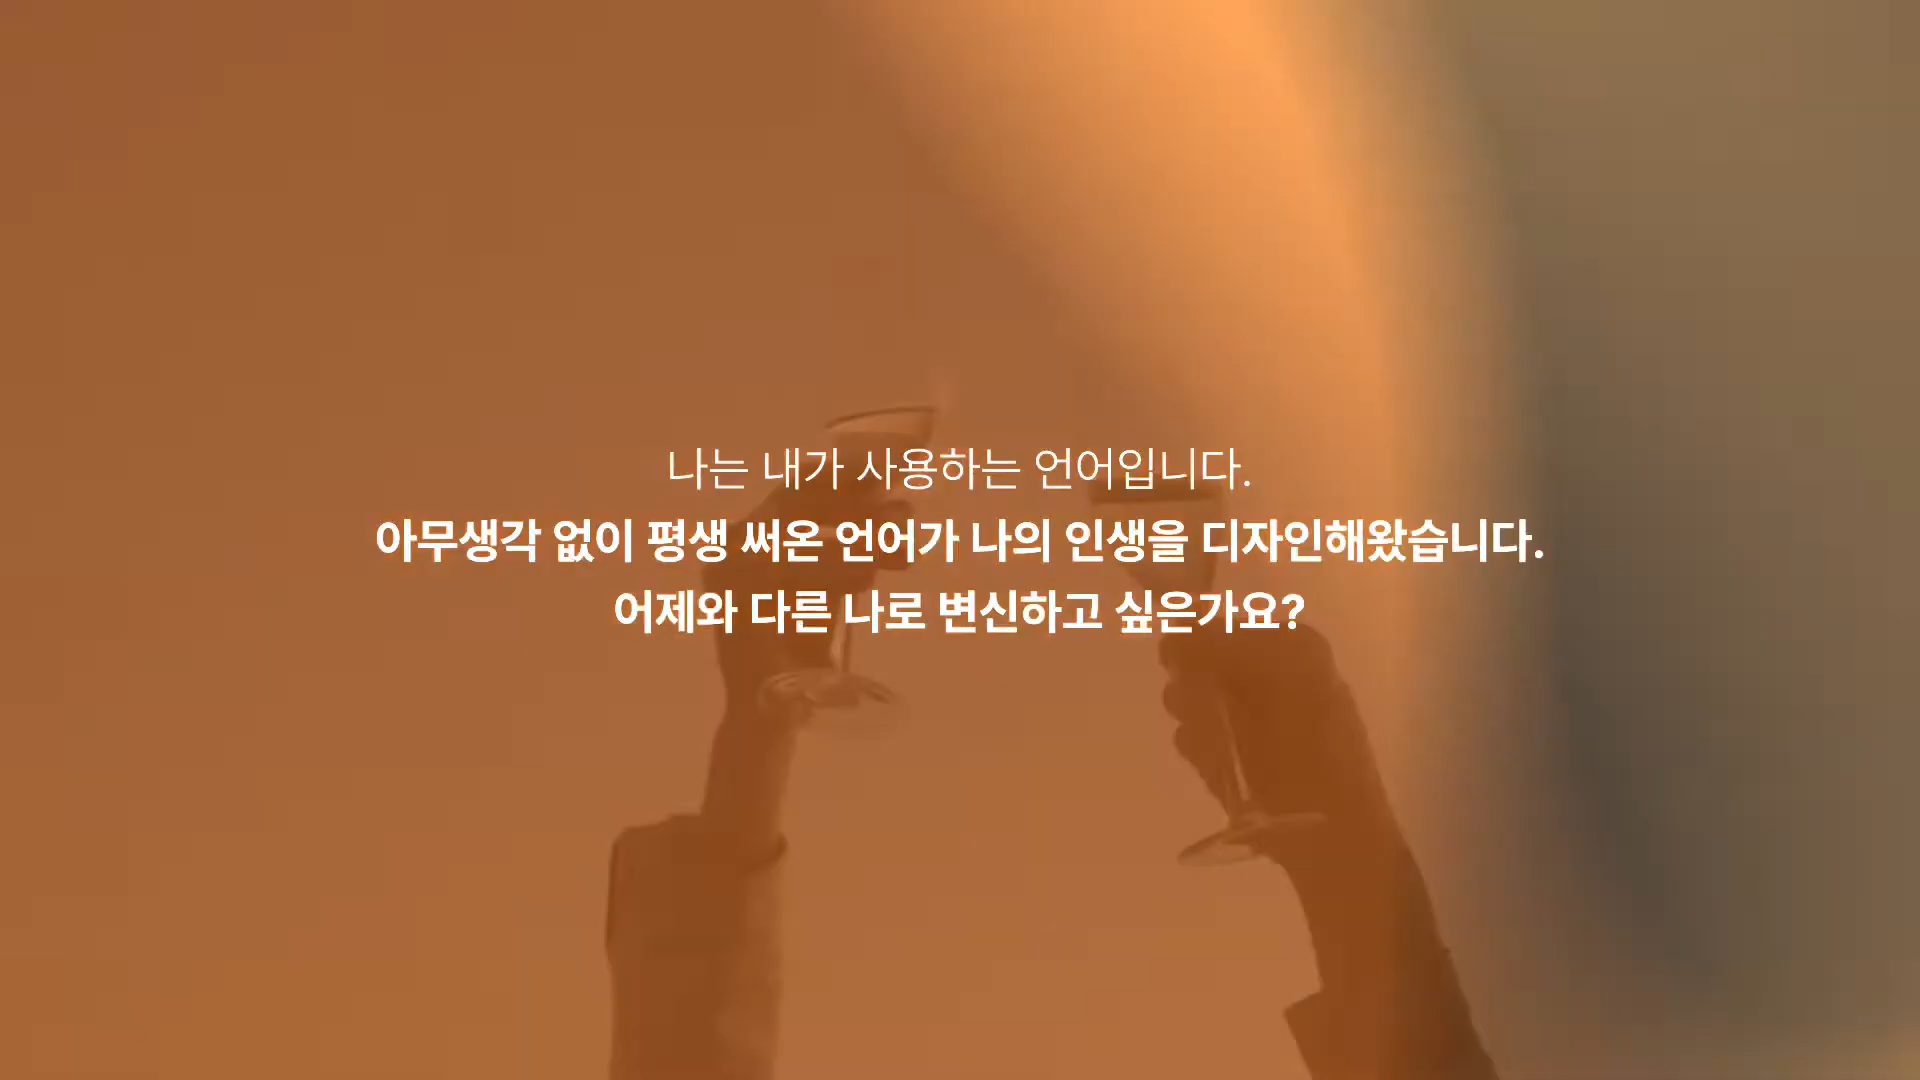 나는 내가 사용하는 언어입니다.
아무생각 없이 평생 써온 언어가 나의 인생을 디자인해왔습니다.
어제와 다른 나로 변신하고 싶은가요?